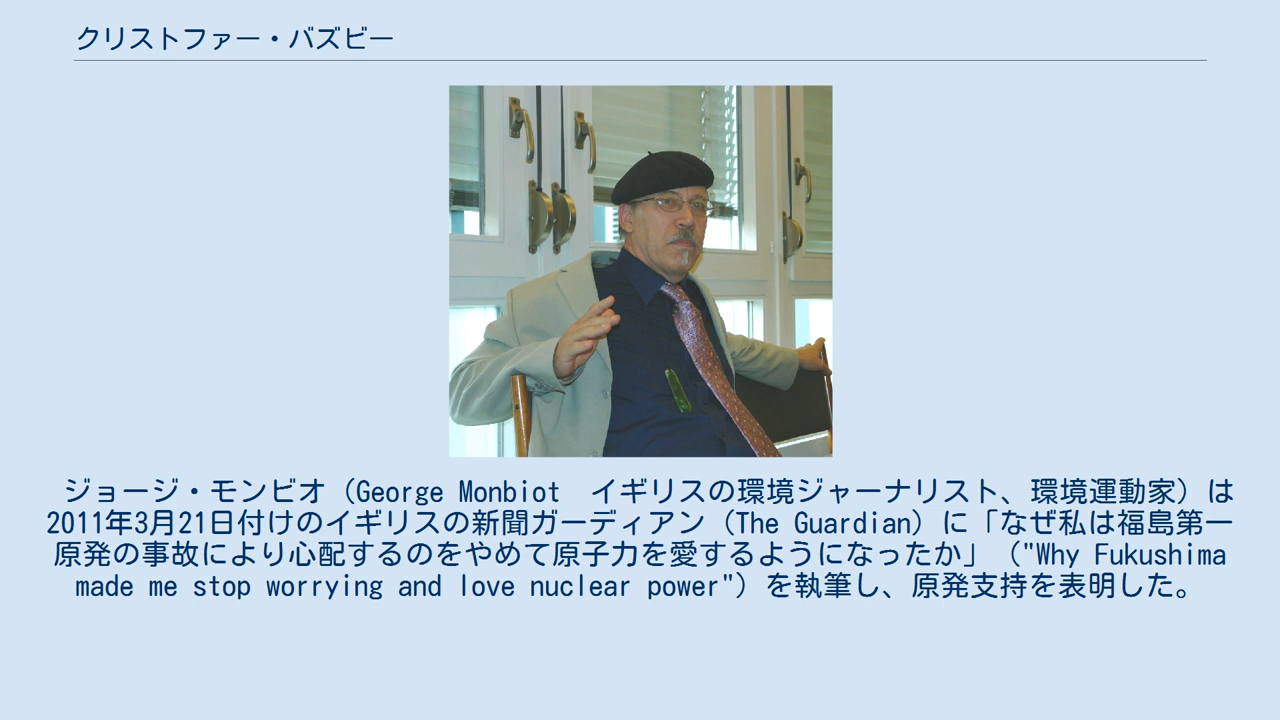 クリストファー・バズビー
ジョージ・モンビオ（George Monbiot　イギリスの環境ジャーナリスト、環境運動家）は
2011年3月21日付けのイギリスの新聞ガーディアン（The Guardian）に「なぜ私は福島第一
原発の事故により心配するのをやめて原子力を愛するようになったか」（"Why Fukushima
made me stop worrying and love nuclear power"）を執筆し、原発支持を表明した。